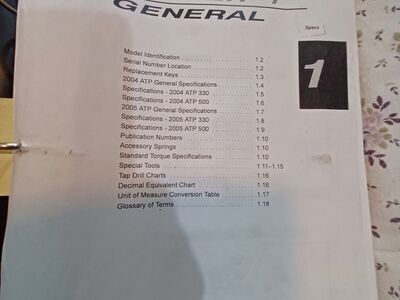 GENERAL
Specs
1
Model Identification 1.2
Serial Number Location 1.2
Replacement Keys 1.3
2004 ATP General Specifications 1.4
Specifications - 2004 ATP 330 1.5
Specifications - 2004 ATP 500 1.6
2005 ATP General Specifications 1.7
Specifications - 2005 ATP 330 1.8
Specifications - 2005 ATP 500 1.9
Publication Numbers 1.10
Accessory Springs 1.10
Standard Torque Specifications 1.10
Special Tools 1.11-1.15
Tap Drill Charts 1.16
Decimal Equivalent Chart 1.16
Unit of Measure Conversion Table 1.17
Glossary of Terms 1.18